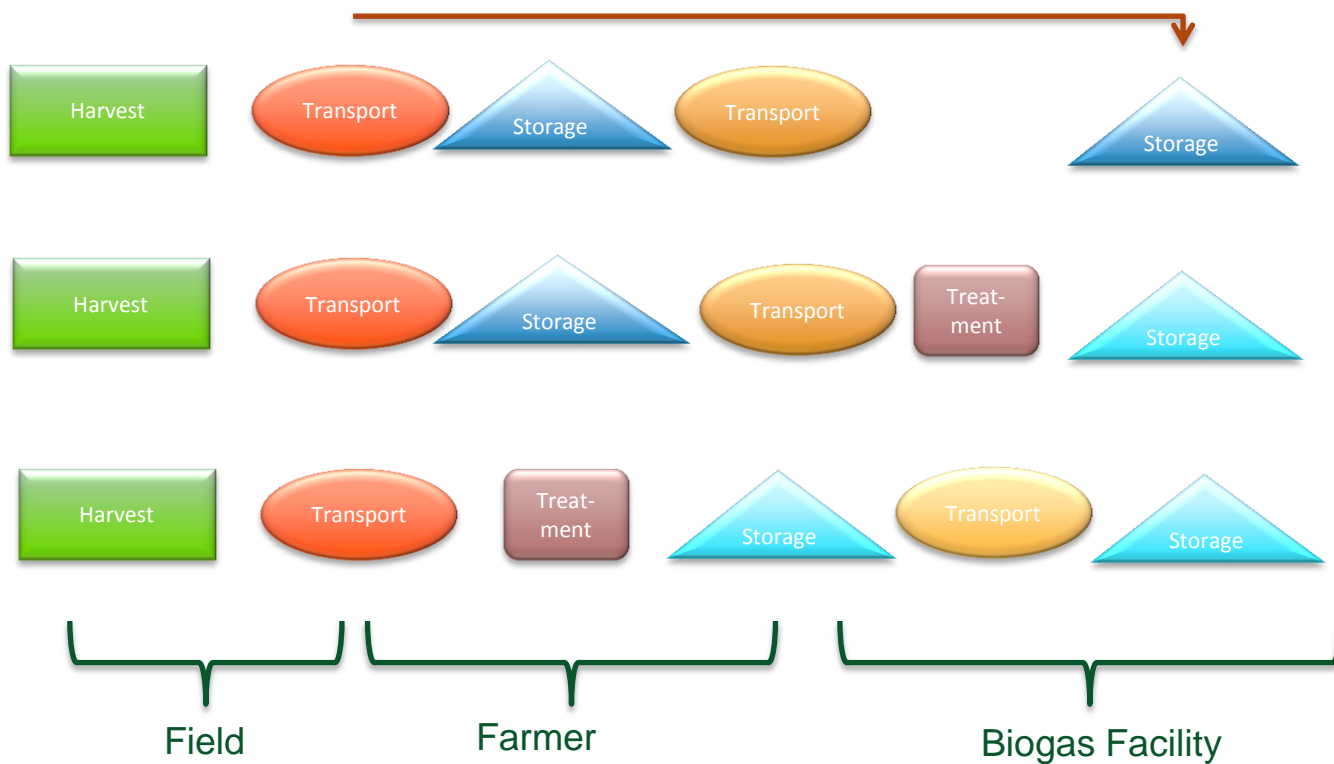 Harvest
Transport
Storage
Transport
Storage
Harvest
Transport
Storage
Transport
Treat-
ment
Storage
Harvest
Transport
Treat-
ment
Storage
Transport
Storage
Field
Farmer
Biogas Facility